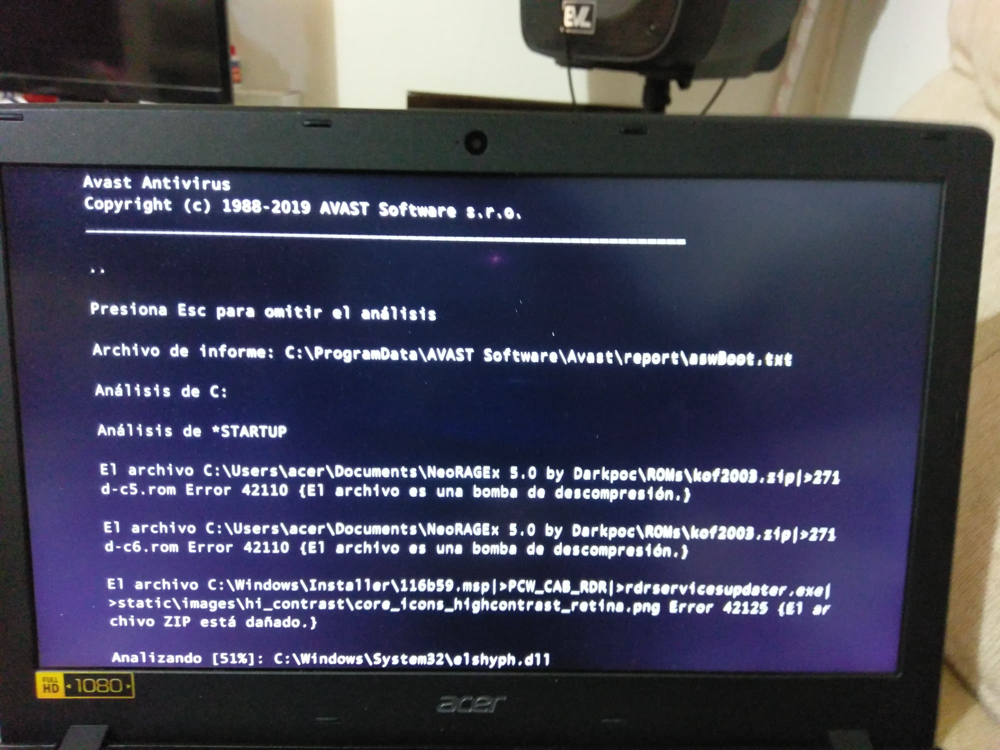 EVL
Avast Antivirus
Copyright (c) 1988-2019 AVAST Software s.r.o.
..
Presiona Esc para omitir el análisis
Archivo de informe: C:\ProgramData\AVAST Software\Avast\report\aswBoot.txt
Análisis de C:
Análisis de *STARTUP
El archivo C:\Users\acer\Documents\NeoRAGEx 5.0 by Darkpoc\ROMs\kof2003.zip|>271
d-c5.rom Error 42110 {El archivo es una bomba de descompresión.}
El archivo C:\Users\acer\Documents\NeoRAGEx 5.0 by Darkpoc\ROMs\kof2003.zip|>271
d-c6.rom Error 42110 {El archivo es una bomba de descompresión.}
El archivo C:\Windows\Installer\116b59.msp|>PCW_CAB_RDR|>rdrservicesupdater.exe|
>static\images\hi_contrast\core_icons_highcontrast_retina.png Error 42125 {El ar
chivo ZIP está dañado.}
Analizando [51%]: C:\Windows\System32\elshyph.dll
FULL HD 1080
acer